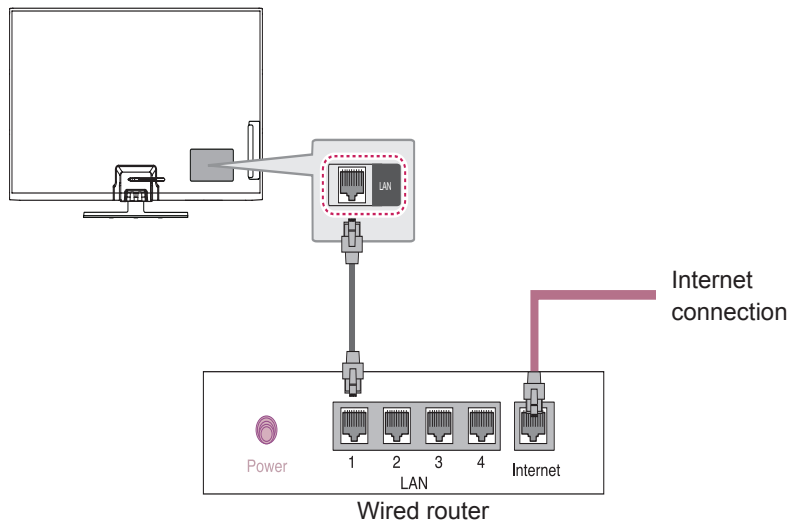 LAN
Internet
connection
Power
1 2 3 4
Internet
LAN
Wired router